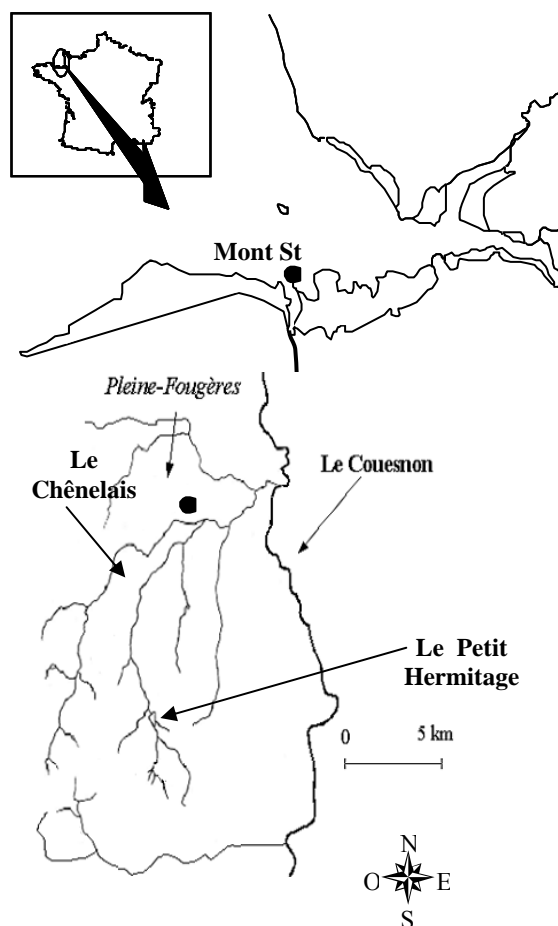 Mont St
Pleine-Fougères
Le
Chênelais
Le Couesnon
Le Petit
Hermitage
0 5 km
N
O E
S